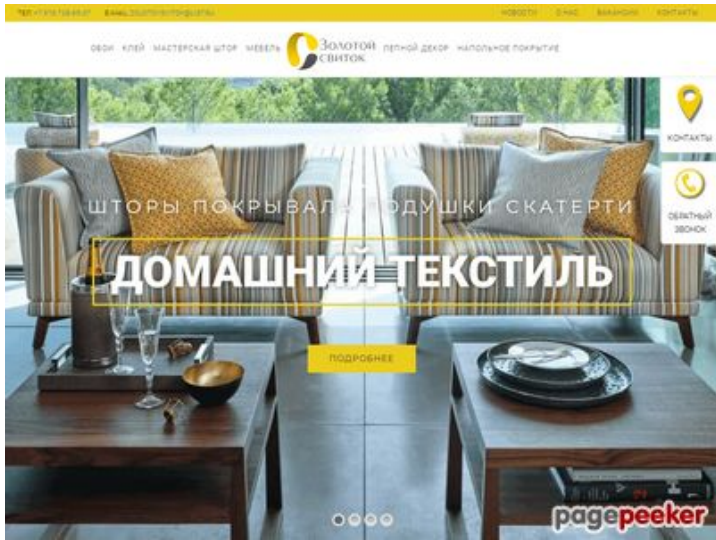 НОВОСТИ О НАС ВАКАНСИИ КОНТАКТЫ
ОБОИ КЛЕЙ МАСТЕРСКАЯ ШТОР МЕБЕЛЬ ЗОЛОТОЙ СВИТОК ЛЕПНОЙ ДЕКОР НАПОЛЬНОЕ ПОКРЫТИЕ
КОНТАКТЫ
ОБРАТНЫЙ
ЗВОНОК
ШТОРЫ ПОКРЫВАЛА ПОДУШКИ СКАТЕРТИ
ДОМАШНИЙ ТЕКСТИЛЬ
ПОДРОБНЕЕ
pagepeeker